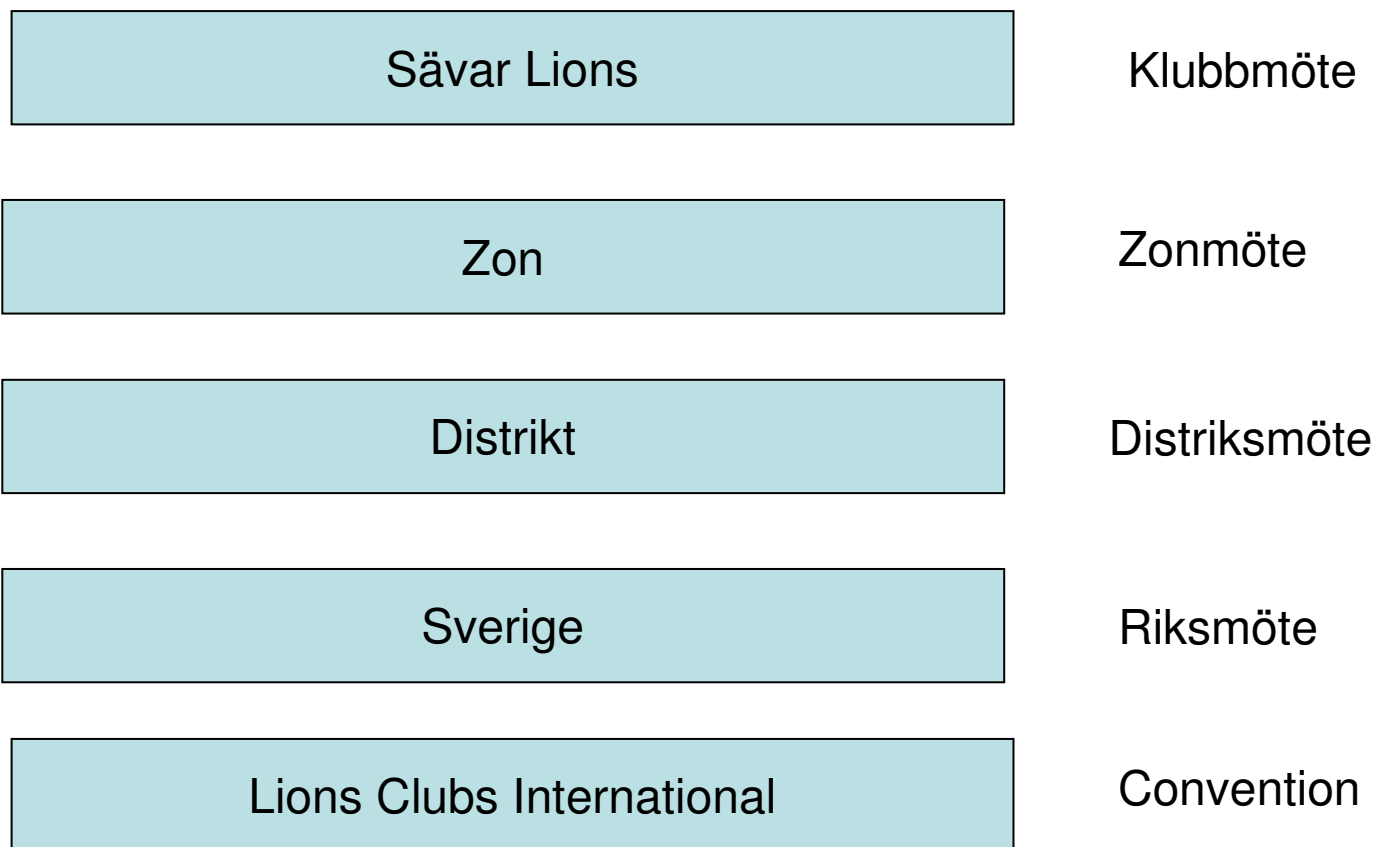 Sävar Lions Klubbmöte
Zon Zonmöte
Distrikt Distriksmöte
Sverige Riksmöte
Lions Clubs International Convention